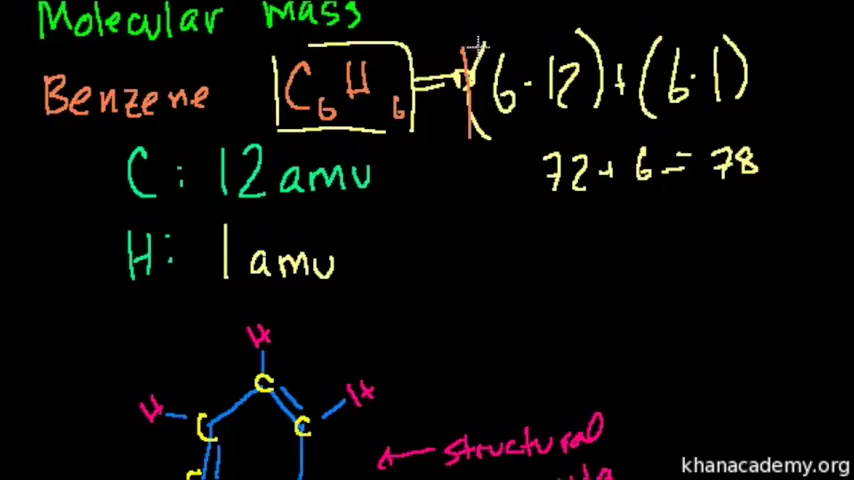 Molecular Mass
Benzene C6H6 → (6·12)+(6·1)
72+6=78
C: 12 amu
H: 1 amu
H
C
H
H
C
C
C
← structural
khanacademy.org